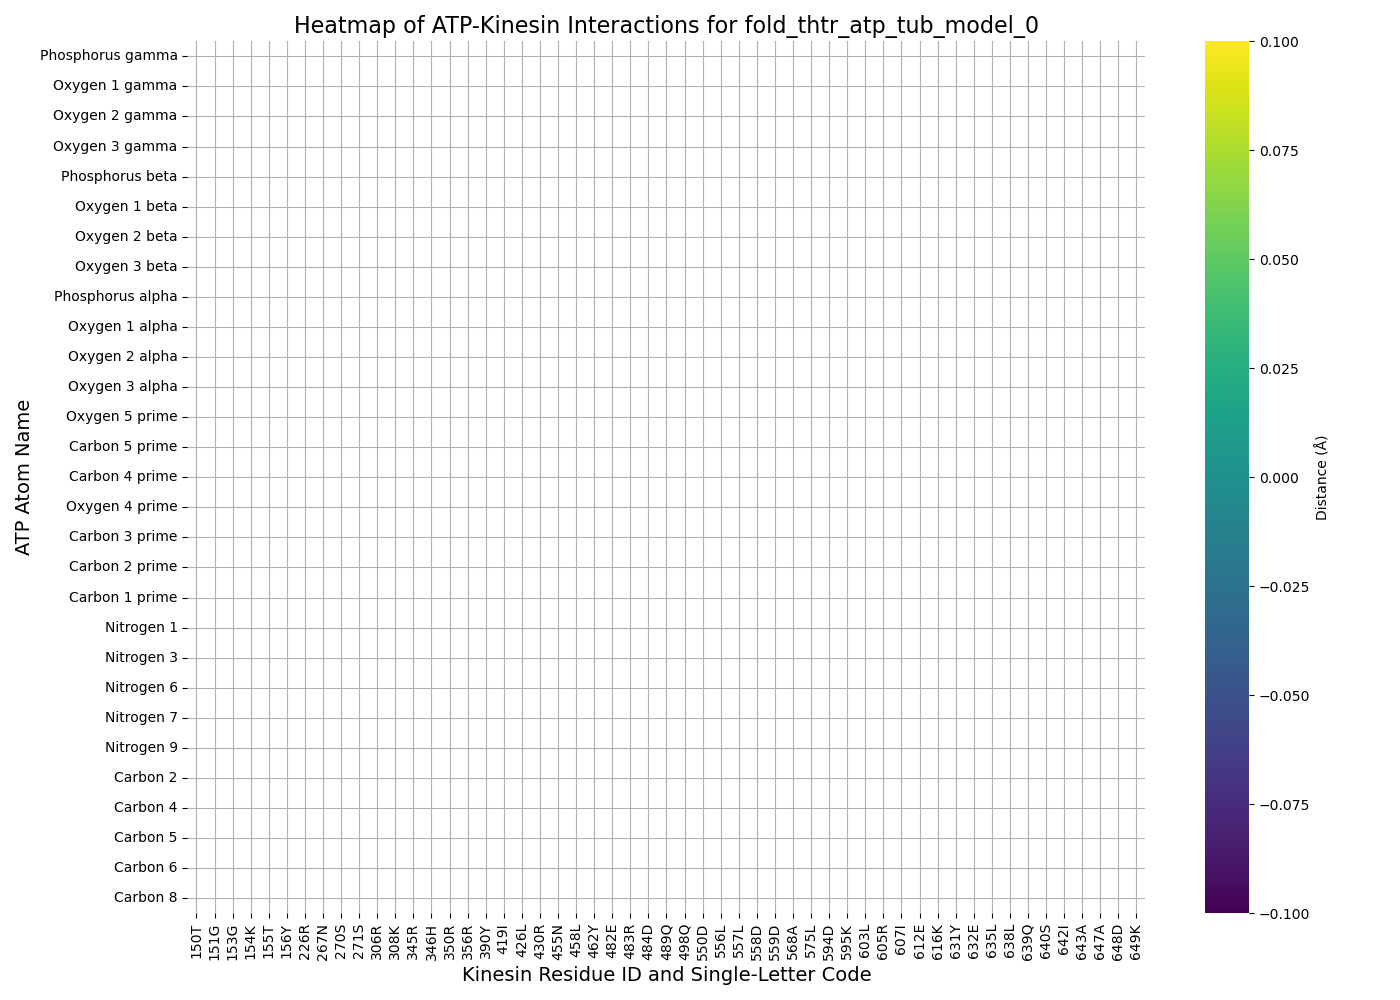 Heatmap of ATP-Kinesin Interactions for fold_thtr_atp_tub_model_0
Phosphorus gamma
Oxygen 1 gamma
Oxygen 2 gamma
Oxygen 3 gamma
Phosphorus beta
Oxygen 1 beta
Oxygen 2 beta
Oxygen 3 beta
Phosphorus alpha
Oxygen 1 alpha
Oxygen 2 alpha
Oxygen 3 alpha
Oxygen 5 prime
Carbon 5 prime
Carbon 4 prime
Oxygen 4 prime
Carbon 3 prime
Carbon 2 prime
Carbon 1 prime
Nitrogen 1
Nitrogen 3
Nitrogen 6
Nitrogen 7
Nitrogen 9
Carbon 2
Carbon 4
Carbon 5
Carbon 6
Carbon 8
ATP Atom Name
150T
151G
153G
154K
155T
156Y
226R
267N
270S
271S
306R
308K
345R
346H
350R
356R
390Y
419I
426L
430R
455N
458L
462Y
482E
483R
484D
489Q
498Q
550D
556L
557L
558D
559D
568A
575L
594D
595K
603L
605R
607I
612E
616K
631Y
632E
635L
638L
639Q
640S
642I
643A
647A
648D
649K
Kinesin Residue ID and Single-Letter Code
0.100
0.075
0.050
0.025
0.000
−0.025
−0.050
−0.075
−0.100
Distance (Å)